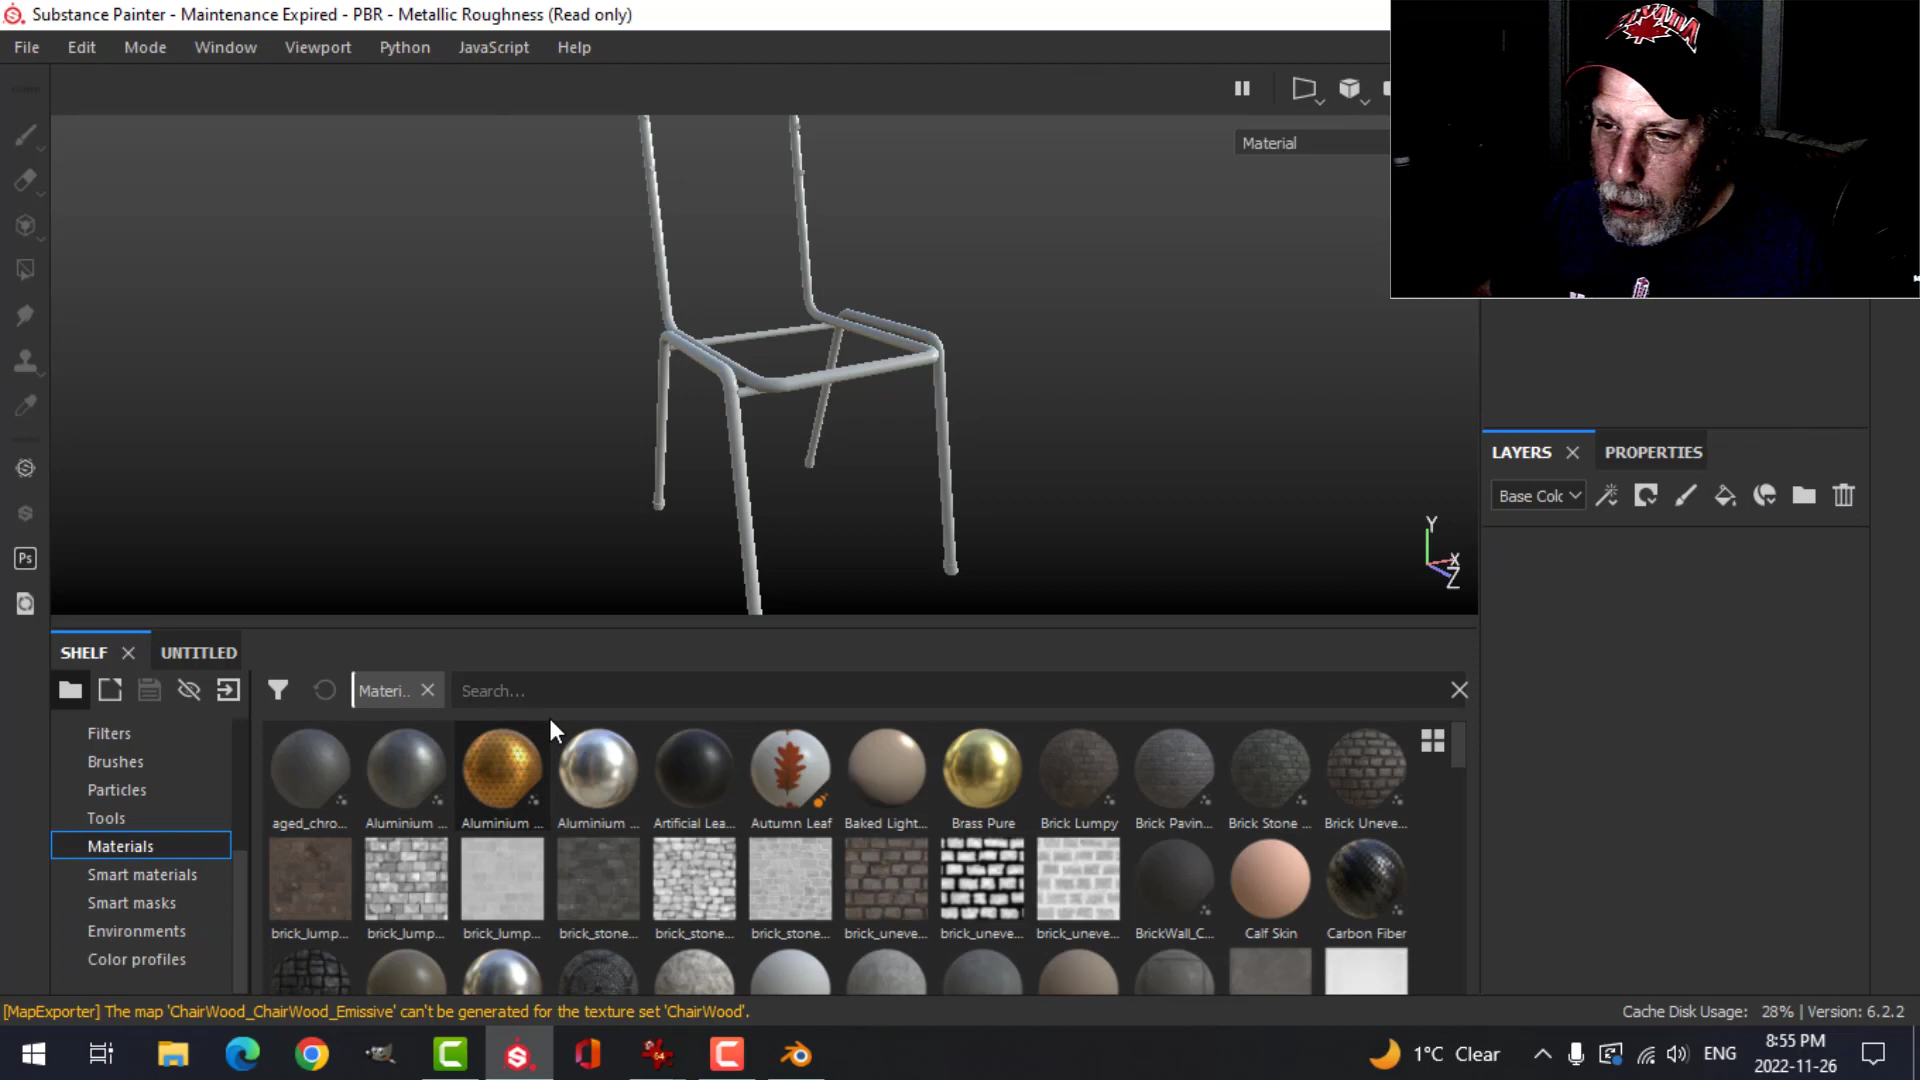 Substance Painter - Maintenance Expired - PBR - Metallic Roughness (Read only)
File Edit Mode Window Viewport Python JavaScript Help
Material
LAYERS PROPERTIES
Base Colc
Y
X
Z
SHELF UNTITLED
Materi.. Search...
Filters
Brushes
Particles
Tools
Materials
Smart materials
Smart masks
Environments
Color profiles
aged_chro... Aluminium ... Aluminium ... Aluminium ... Artificial Lea... Autumn Leaf Baked Light... Brass Pure Brick Lumpy Brick Pavin... Brick Stone ... Brick Uneve...
brick_lump... brick_lump... brick_lump... brick_stone... brick_stone... brick_stone... brick_uneve... brick_uneve... brick_uneve... BrickWall_C... Calf Skin Carbon Fiber
[MapExporter] The map 'ChairWood_ChairWood_Emissive' can't be generated for the texture set 'ChairWood'.
Cache Disk Usage: 28% | Version: 6.2.2
Ps
1°C Clear
ENG
8:55 PM
2022-11-26